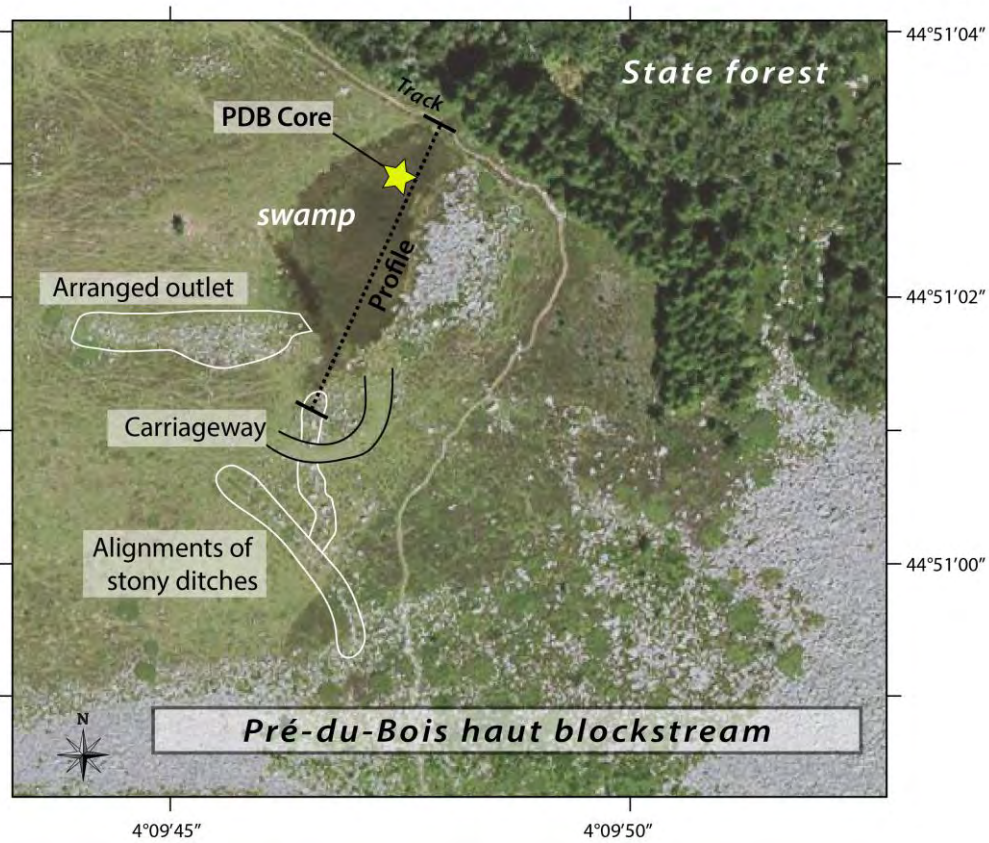 44°51'04"
State forest
Track
PDB Core
swamp
Profile
Arranged outlet
44°51'02"
Carriageway
Alignments of
stony ditches
44°51'00"
Pré-du-Bois haut blockstream
N
4°09'45"
4°09'50"